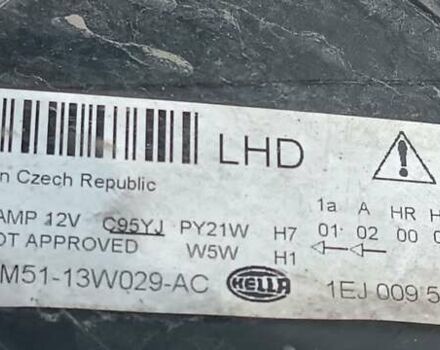 LHD
n Czech Republic
1a A HR H
AMP 12V C95YJ PY21W H7 01 02 00 0
OT APPROVED W5W H1
M51-13W029-AC HELLA 1EJ 009 5